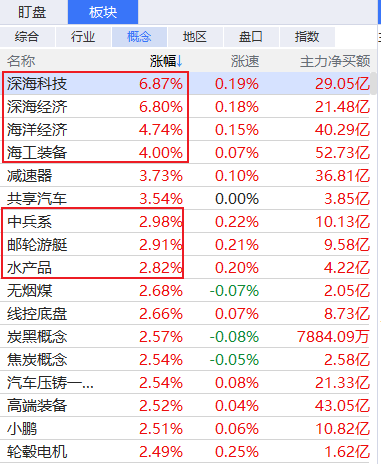 盯盘 板块
综合 行业 概念 地区 盘口 指数
名称 涨幅↓ 涨速 主力净买额
深海科技 6.87% 0.19% 29.05亿
深海经济 6.80% 0.18% 21.48亿
海洋经济 4.74% 0.15% 40.29亿
海工装备 4.00% 0.07% 52.73亿
减速器 3.73% 0.10% 36.81亿
共享汽车 3.54% 0.00% 3.85亿
中兵系 2.98% 0.22% 10.13亿
邮轮游艇 2.91% 0.21% 9.58亿
水产品 2.82% 0.20% 4.22亿
无烟煤 2.68% -0.07% 2.05亿
线控底盘 2.66% 0.07% 8.73亿
炭黑概念 2.57% -0.08% 7884.09万
焦炭概念 2.54% -0.05% 2.58亿
汽车压铸一... 2.54% 0.08% 21.33亿
高端装备 2.52% 0.04% 43.05亿
小鹏 2.51% 0.06% 10.82亿
轮毂电机 2.49% 0.25% 1.62亿